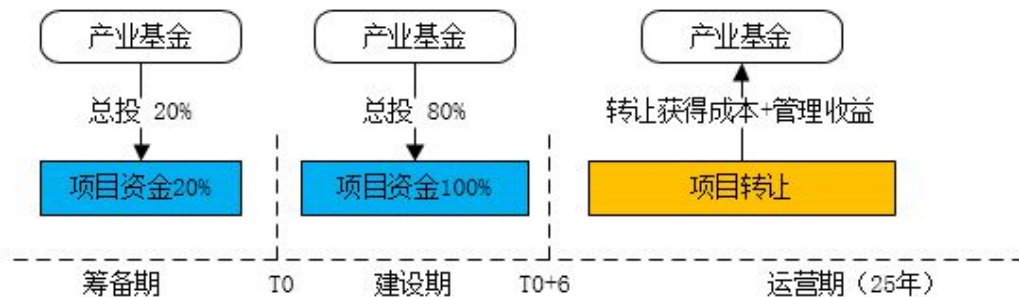 产业基金 产业基金 产业基金
总投 20% 总投 80% 转让获得成本+管理收益
项目资金20% 项目资金100% 项目转让
筹备期 T0 建设期 T0+6 运营期（25年）